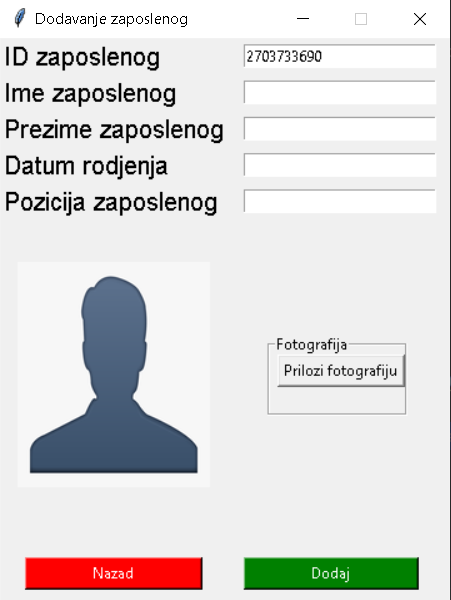 Dodavanje zaposlenog
ID zaposlenog 2703733690
Ime zaposlenog
Prezime zaposlenog
Datum rodjenja
Pozicija zaposlenog
Fotografija
Prilozi fotografiju
Nazad Dodaj